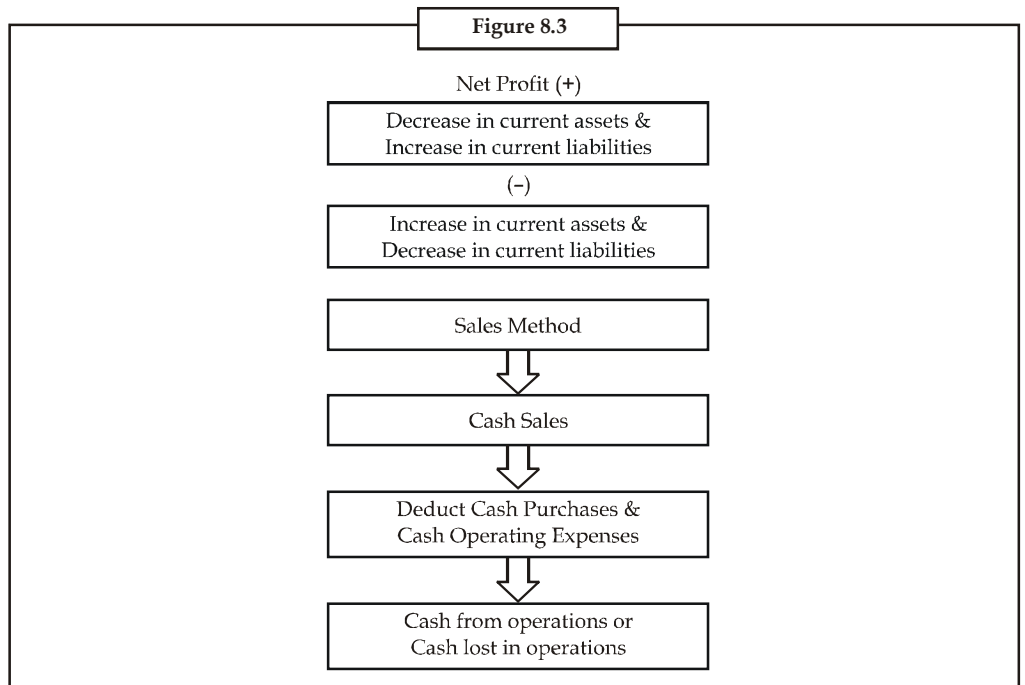 Figure 8.3
Net Profit (+)
Decrease in current assets &
Increase in current liabilities
(–)
Increase in current assets &
Decrease in current liabilities
Sales Method
Cash Sales
Deduct Cash Purchases &
Cash Operating Expenses
Cash from operations or
Cash lost in operations